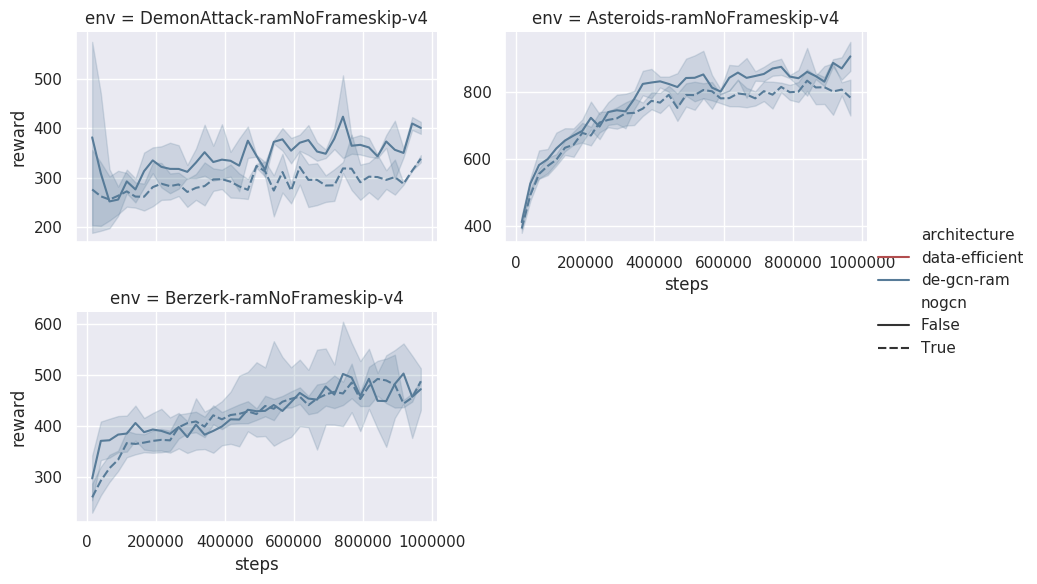 env = DemonAttack-ramNoFrameskip-v4
reward
500
400
300
200
env = Asteroids-ramNoFrameskip-v4
800
600
400
0 200000 400000 600000 800000 1000000
steps
architecture
data-efficient
de-gcn-ram
nogcn
False
True
env = Berzerk-ramNoFrameskip-v4
reward
600
500
400
300
0 200000 400000 600000 800000 1000000
steps